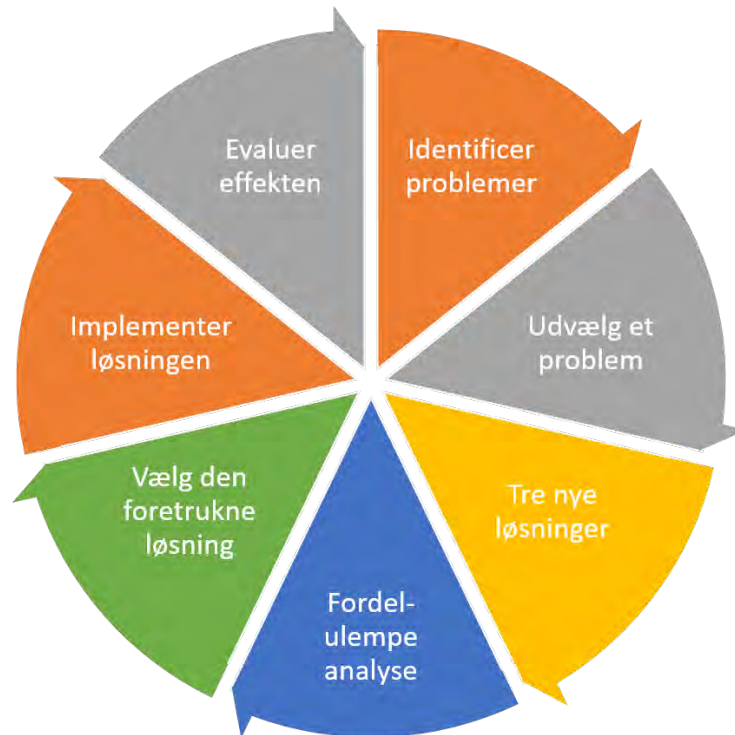 Identificer
problemer
Udvælg et
problem
Tre nye
løsninger
Fordel-
ulempe
analyse
Vælg den
foretrukne
løsning
Implementer
løsningen
Evaluer
effekten